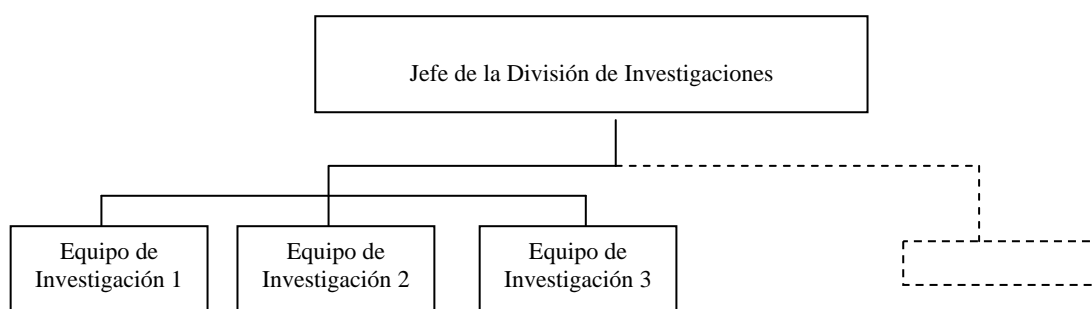 Jefe de la División de Investigaciones
Equipo de
Investigación 1
Equipo de
Investigación 2
Equipo de
Investigación 3